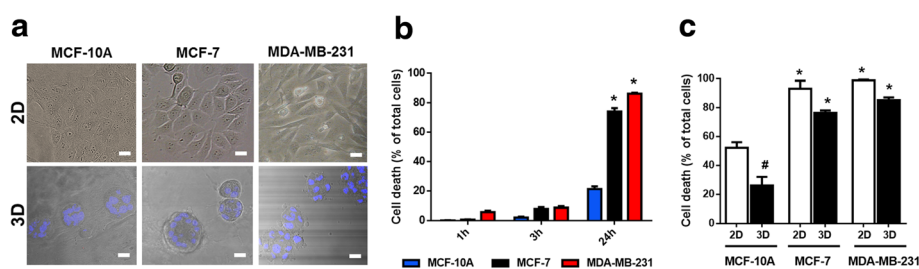 a
MCF-10A MCF-7 MDA-MB-231
2D
3D
b
Cell death (% of total cells)
100
80
60
40
20
0
* *
1h 3h 24h
MCF-10A MCF-7 MDA-MB-231
c
Cell death (% of total cells)
100
80
60
40
20
0
# * * * *
2D 3D 2D 3D 2D 3D
MCF-10A MCF-7 MDA-MB-231